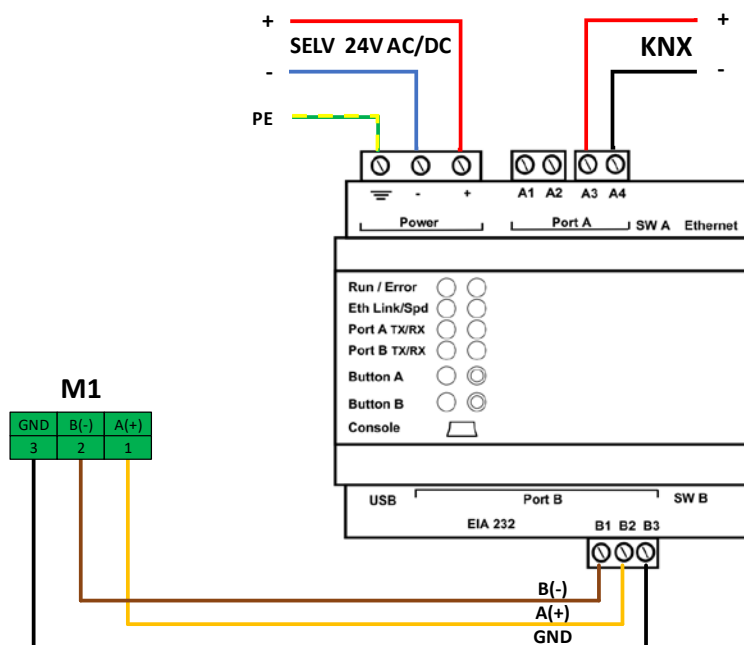 + +
SELV 24V AC/DC KNX
- -
PE
- + A1 A2 A3 A4
Power Port A SW A Ethernet
Run / Error
Eth Link/Spd
Port A TX/RX
Port B TX/RX
Button A
Button B
Console
M1
GND B(-) A(+)
3 2 1
USB Port B SW B
EIA 232 B1 B2 B3
B(-)
A(+)
GND